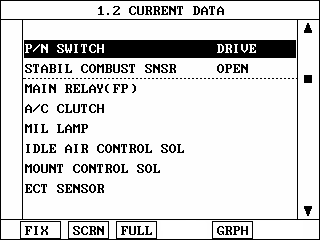 1.2 CURRENT DATA
P/N SWITCH DRIVE
STABIL COMBUST SNSR OPEN
MAIN RELAY(FP)
A/C CLUTCH
MIL LAMP
IDLE AIR CONTROL SOL
MOUNT CONTROL SOL
ECT SENSOR
FIX SCRN FULL GRPH